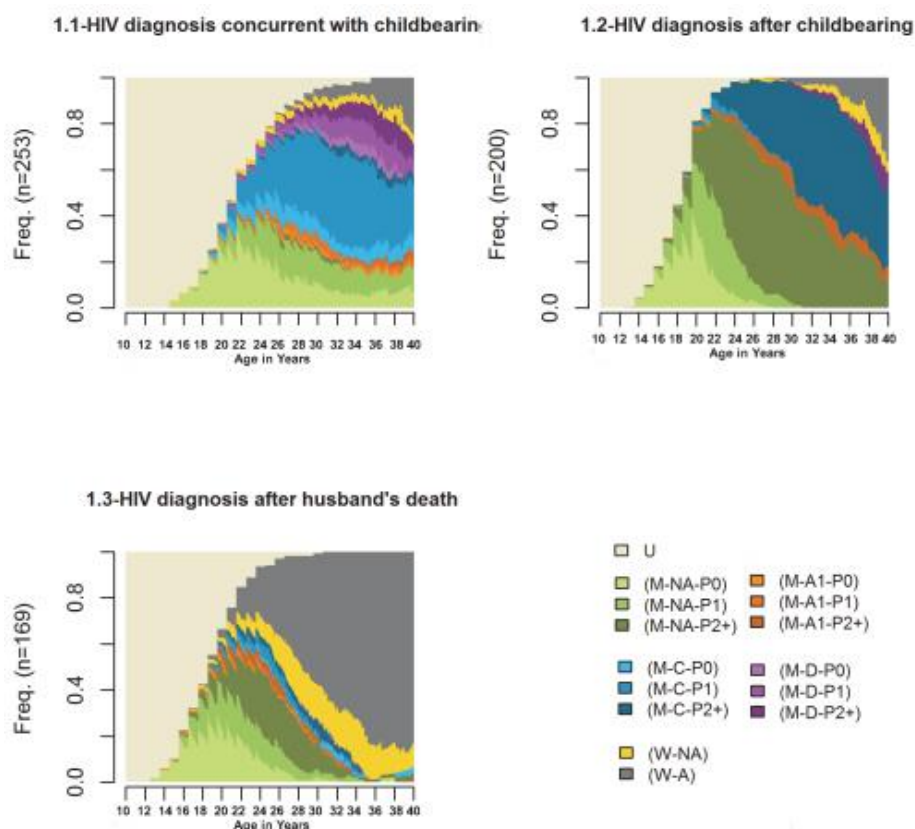 1.1-HIV diagnosis concurrent with childbearin
1.2-HIV diagnosis after childbearing
Freq. (n=253)
0.0 0.4 0.8
10 12 14 16 18 20 22 24 26 28 30 32 34 36 38 40
Age in Years
Freq. (n=200)
0.0 0.4 0.8
10 12 14 16 18 20 22 24 26 28 30 32 34 36 38 40
Age in Years
1.3-HIV diagnosis after husband's death
Freq. (n=169)
0.0 0.4 0.8
10 12 14 16 18 20 22 24 26 28 30 32 34 36 38 40
Age in Years
U
(M-NA-P0)
(M-NA-P1)
(M-NA-P2+)
(M-A1-P0)
(M-A1-P1)
(M-A1-P2+)
(M-C-P0)
(M-C-P1)
(M-C-P2+)
(M-D-P0)
(M-D-P1)
(M-D-P2+)
(W-NA)
(W-A)